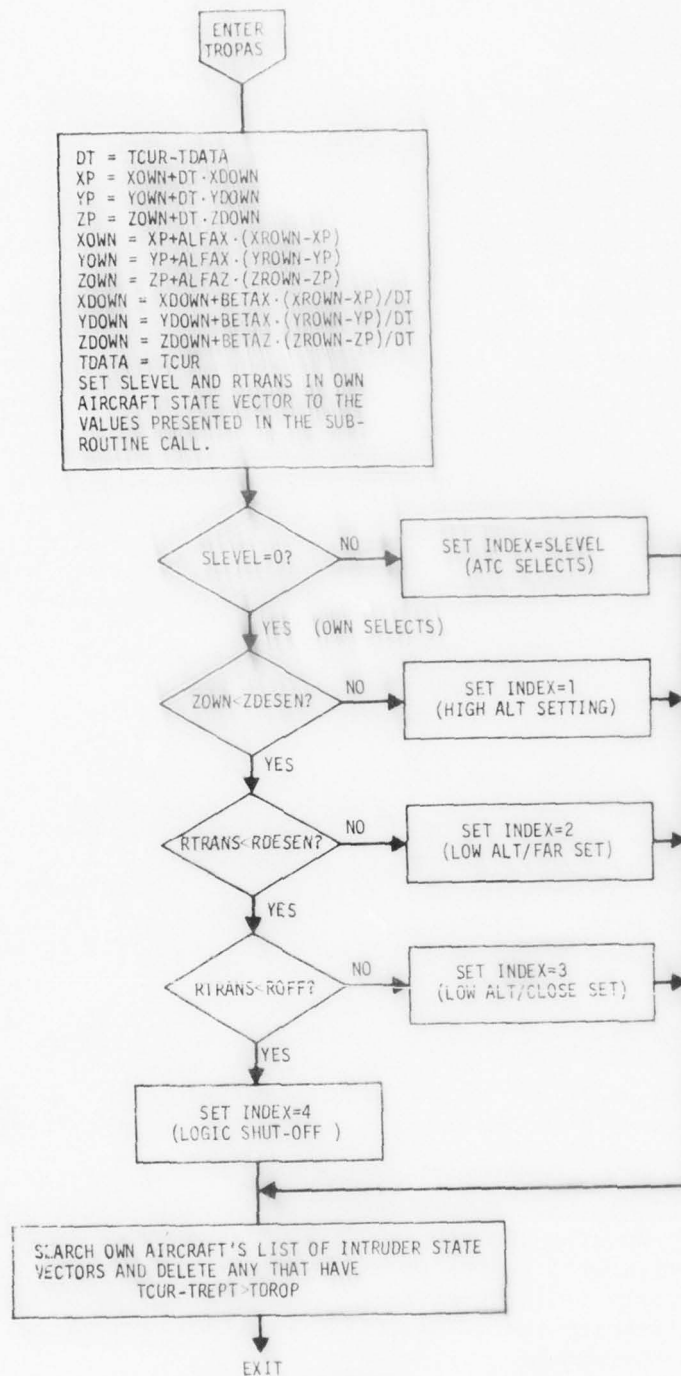 ENTER
TROPAS
DT = TCUR-TDATA
XP = XOWN+DT·XDOWN
YP = YOWN+DT·YDOWN
ZP = ZOWN+DT·ZDOWN
XOWN = XP+ALFAX·(XROWN-XP)
YOWN = YP+ALFAX·(YROWN-YP)
ZOWN = ZP+ALFAZ·(ZROWN-ZP)
XDOWN = XDOWN+BETAX·(XROWN-XP)/DT
YDOWN = YDOWN+BETAX·(YROWN-YP)/DT
ZDOWN = ZDOWN+BETAZ·(ZROWN-ZP)/DT
TDATA = TCUR
SET SLEVEL AND RTRANS IN OWN
AIRCRAFT STATE VECTOR TO THE
VALUES PRESENTED IN THE SUB-
ROUTINE CALL.
SLEVEL=0?
NO
SET INDEX=SLEVEL
(ATC SELECTS)
YES (OWN SELECTS)
ZOWN<ZDESEN?
NO
SET INDEX=1
(HIGH ALT SETTING)
YES
RTRANS<RDESEN?
NO
SET INDEX=2
(LOW ALT/FAR SET)
YES
RTRANS<ROFF?
NO
SET INDEX=3
(LOW ALT/CLOSE SET)
YES
SET INDEX=4
(LOGIC SHUT-OFF )
SEARCH OWN AIRCRAFT'S LIST OF INTRUDER STATE
VECTORS AND DELETE ANY THAT HAVE
TCUR-TREPT>TDROP
EXIT